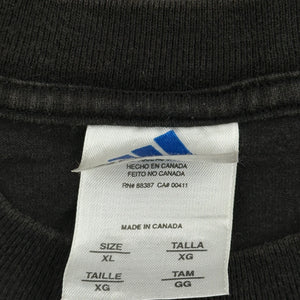 HECHO EN CANADA
FEITO NO CANADA
RN# 88387 CA# 00411
MADE IN CANADA
SIZE TALLA
XL XG
TAILLE TAM
XG GG